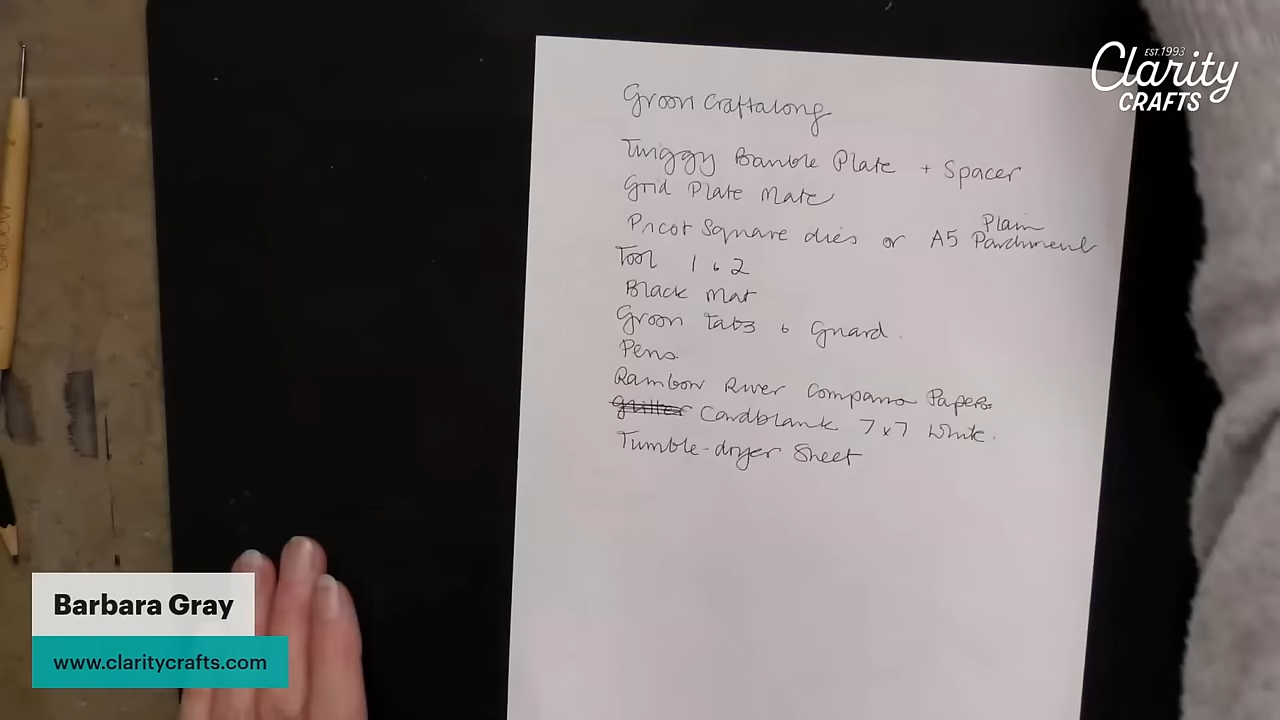 EST. 1993
Clarity
CRAFTS
Groovi Craftalong
Twiggy Bauble Plate + Spacer
Grid Plate Mate
Picot Square dies or A5 Plain Parchment
Tool 1 & 2
Black Mat
Groovi tabs & Guard.
Pens
Rainbow River Companion Papers
Cardblank 7x7 White.
Tumble-dryer Sheet
GROOVI
Barbara Gray
www.claritycrafts.com